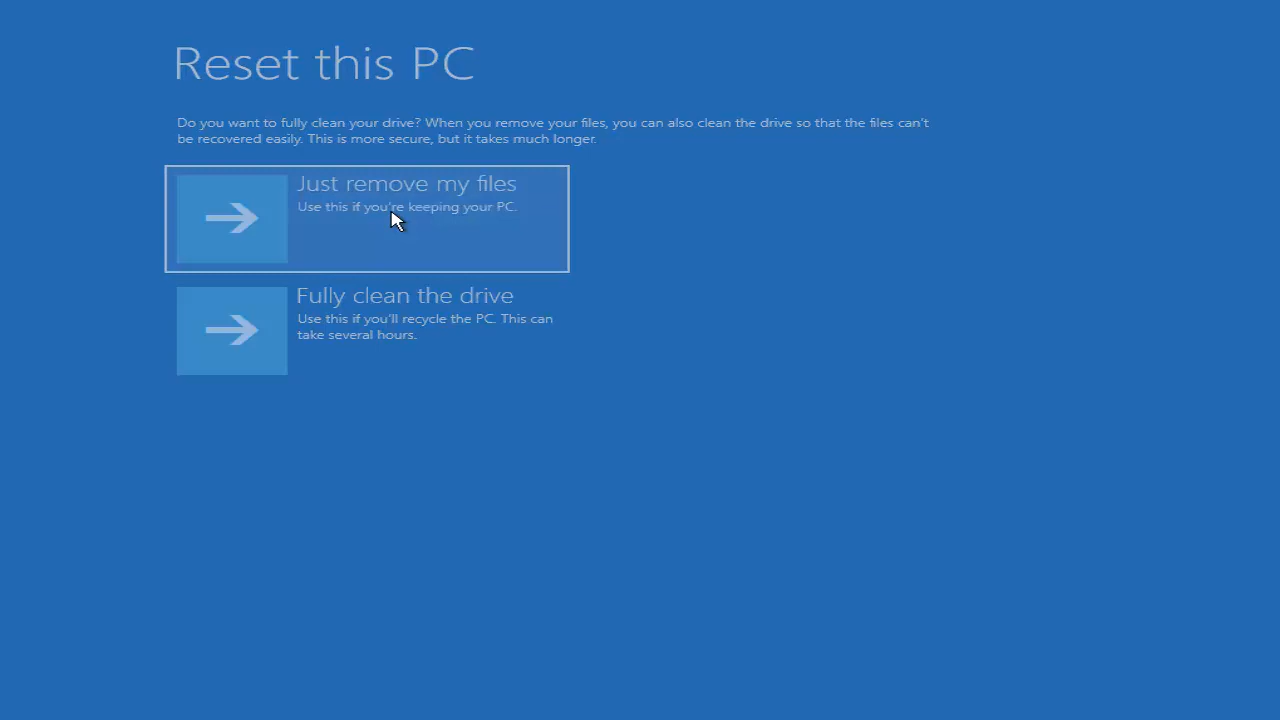 Reset this PC
Do you want to fully clean your drive? When you remove your files, you can also clean the drive so that the files can't
be recovered easily. This is more secure, but it takes much longer.
Just remove my files
Use this if you're keeping your PC.
Fully clean the drive
Use this if you'll recycle the PC. This can
take several hours.